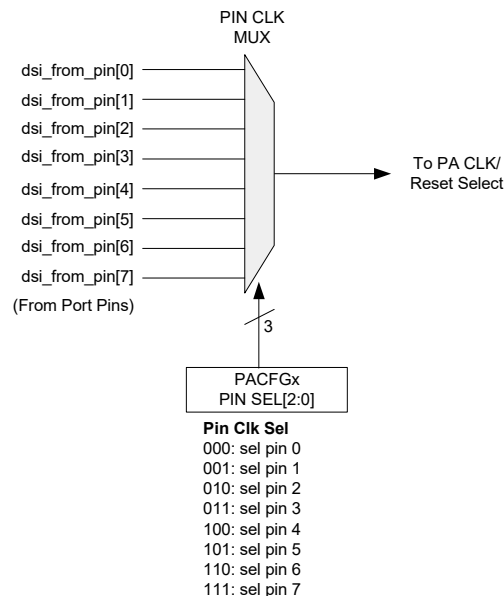 PIN CLK
MUX
dsi_from_pin[0]
dsi_from_pin[1]
dsi_from_pin[2]
dsi_from_pin[3]
dsi_from_pin[4]
dsi_from_pin[5]
dsi_from_pin[6]
dsi_from_pin[7]
(From Port Pins)
To PA CLK/
Reset Select
3
PACFGx
PIN SEL[2:0]
Pin Clk Sel
000: sel pin 0
001: sel pin 1
010: sel pin 2
011: sel pin 3
100: sel pin 4
101: sel pin 5
110: sel pin 6
111: sel pin 7